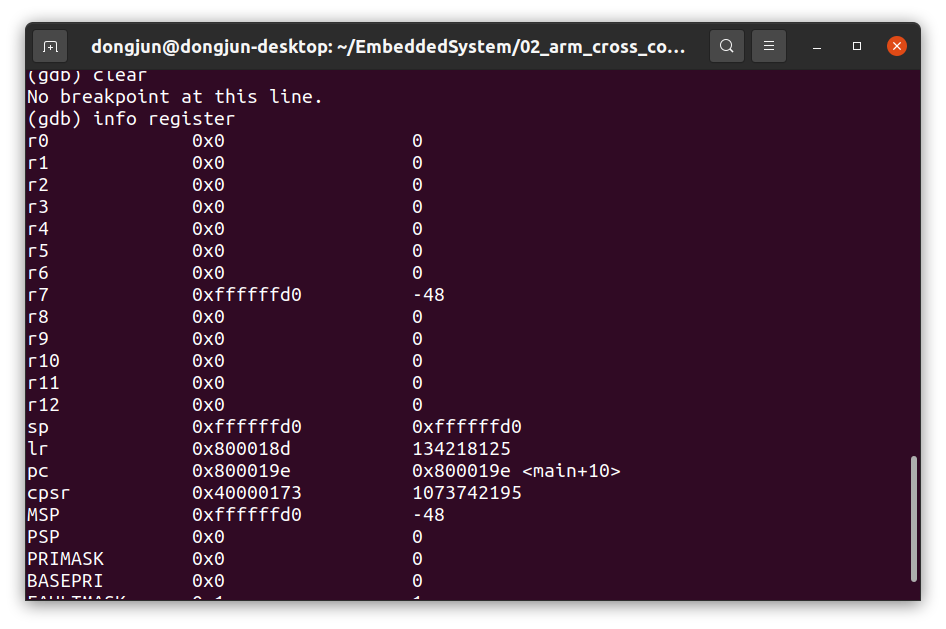 dongjun@dongjun-desktop: ~/EmbeddedSystem/02_arm_cross_co...
(gdb) clear
No breakpoint at this line.
(gdb) info register
r0 0x0 0
r1 0x0 0
r2 0x0 0
r3 0x0 0
r4 0x0 0
r5 0x0 0
r6 0x0 0
r7 0xffffffd0 -48
r8 0x0 0
r9 0x0 0
r10 0x0 0
r11 0x0 0
r12 0x0 0
sp 0xffffffd0 0xffffffd0
lr 0x800018d 134218125
pc 0x800019e 0x800019e <main+10>
cpsr 0x40000173 1073742195
MSP 0xffffffd0 -48
PSP 0x0 0
PRIMASK 0x0 0
BASEPRI 0x0 0
FAULTMASK 0x1 1